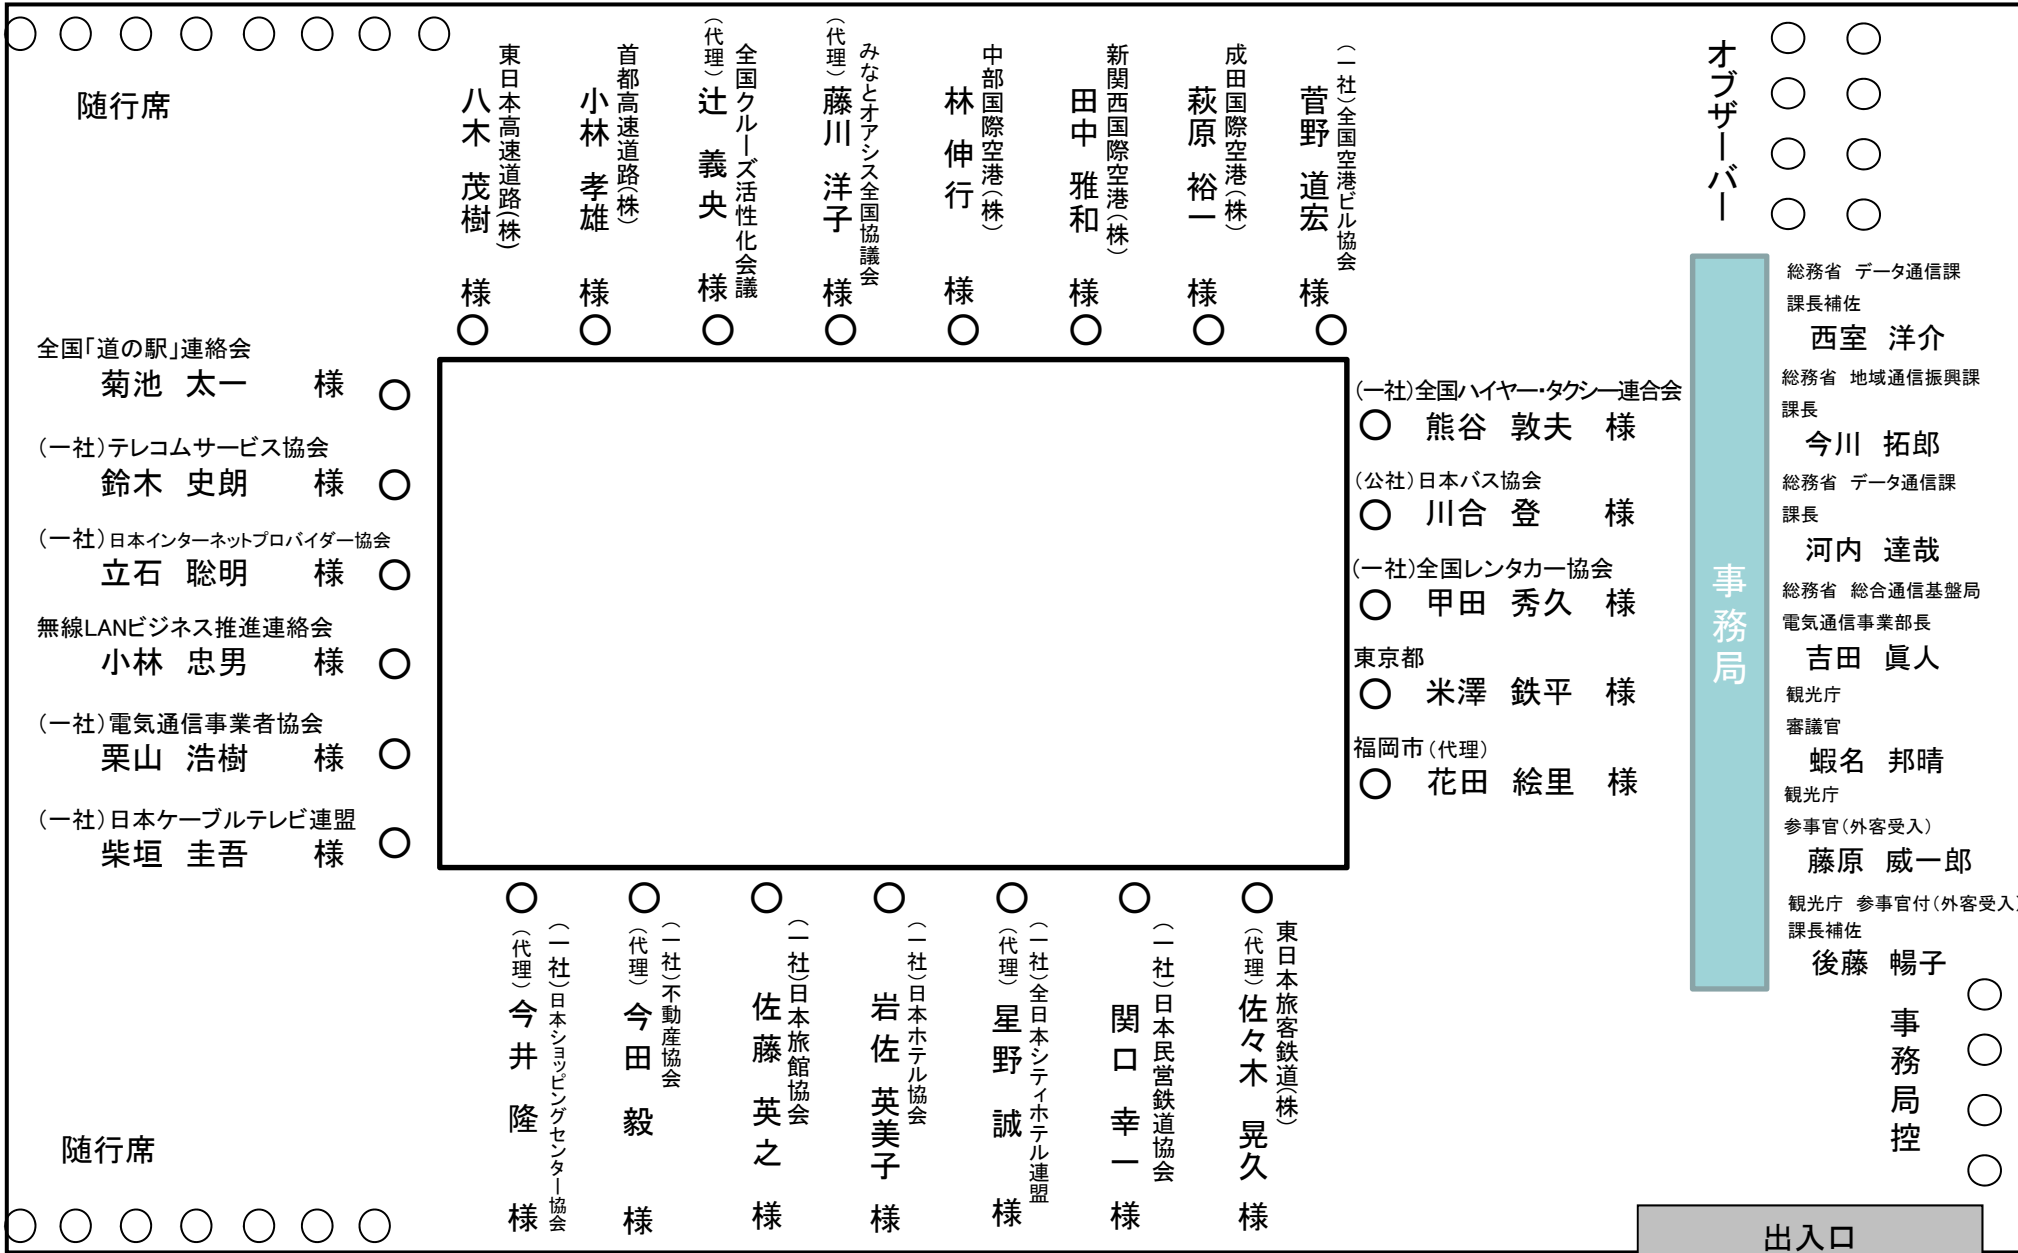 随行席
東日本高速道路(株)
八木 茂樹 様
首都高速道路(株)
小林 孝雄 様
全国クルーズ活性化会議
(代理)辻 義央 様
みなとオアシス全国協議会
(代理)藤川 洋子 様
中部国際空港(株)
林 伸行 様
新関西国際空港(株)
田中 雅和 様
成田国際空港(株)
萩原 裕一 様
(一社)全国空港ビル協会
菅野 道宏 様
オブザーバー
全国「道の駅」連絡会
菊池 太一 様
(一社)テレコムサービス協会
鈴木 史朗 様
(一社)日本インターネットプロバイダー協会
立石 聡明 様
無線LANビジネス推進連絡会
小林 忠男 様
(一社)電気通信事業者協会
栗山 浩樹 様
(一社)日本ケーブルテレビ連盟
柴垣 圭吾 様
(一社)全国ハイヤー・タクシー連合会
熊谷 敦夫 様
(公社)日本バス協会
川合 登 様
(一社)全国レンタカー協会
甲田 秀久 様
東京都
米澤 鉄平 様
福岡市(代理)
花田 絵里 様
事務局
総務省 データ通信課
課長補佐
西室 洋介
総務省 地域通信振興課
課長
今川 拓郎
総務省 データ通信課
課長
河内 達哉
総務省 総合通信基盤局
電気通信事業部長
吉田 眞人
観光庁
審議官
蝦名 邦晴
観光庁
参事官(外客受入)
藤原 威一郎
観光庁 参事官付(外客受入)
課長補佐
後藤 暢子
(一社)日本ショッピングセンター協会
(代理)今井 隆 様
(一社)不動産協会
(代理)今田 毅 様
(一社)日本旅館協会
佐藤 英之 様
(一社)日本ホテル協会
岩佐 英美子 様
(一社)全日本シティホテル連盟
(代理)星野 誠 様
(一社)日本民営鉄道協会
関口 幸一 様
東日本旅客鉄道(株)
(代理)佐々木 晃久 様
事務局控
随行席
出入口